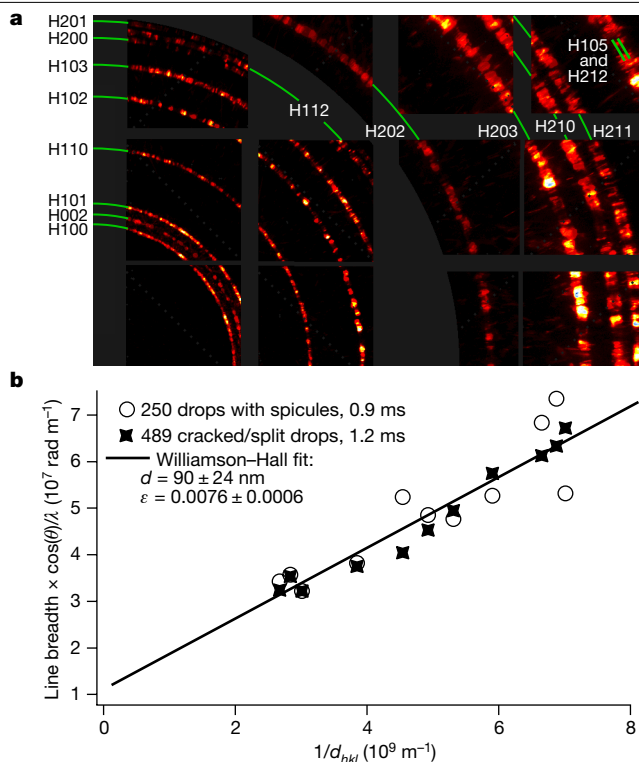 a
H201
H200
H103
H102
H110
H101
H002
H100
H112
H202
H203
H210
H211
H105
and
H212
b
250 drops with spicules, 0.9 ms
489 cracked/split drops, 1.2 ms
Williamson–Hall fit:
d = 90 ± 24 nm
ε = 0.0076 ± 0.0006
Line breadth × cos(θ)/λ (10⁷ rad m⁻¹)
7
6
5
4
3
2
1
0 2 4 6 8
1/dₕₖₗ (10⁹ m⁻¹)